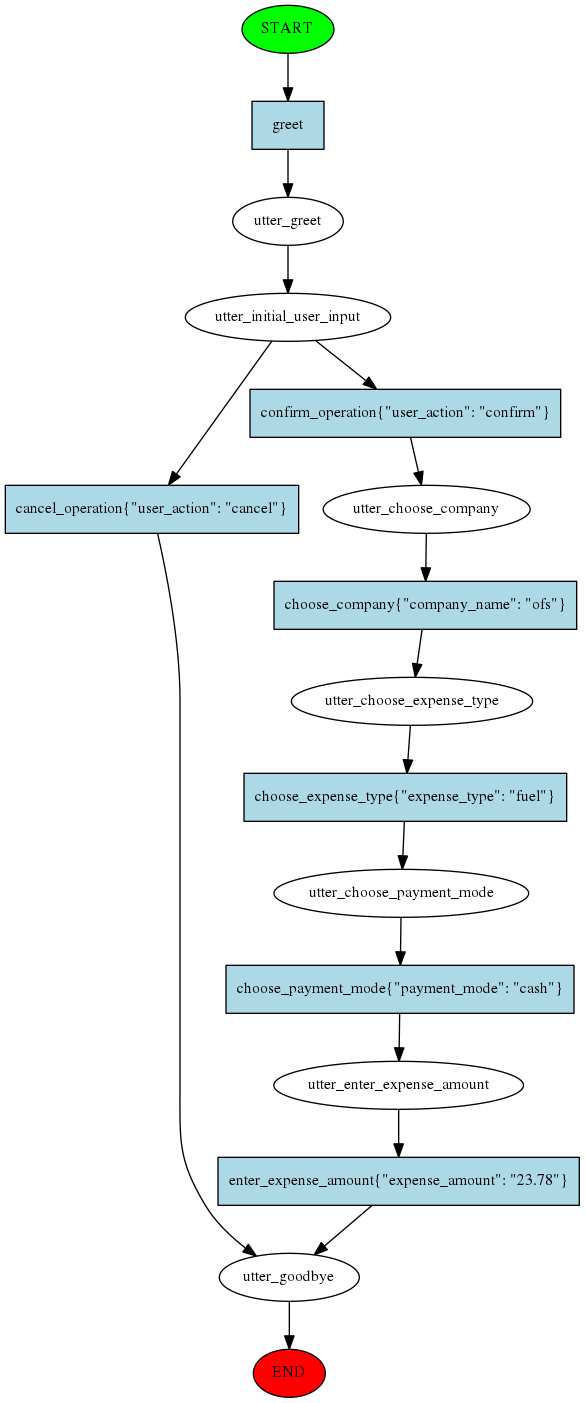 START
greet
utter_greet
utter_initial_user_input
confirm_operation{"user_action": "confirm"}
cancel_operation{"user_action": "cancel"}
utter_choose_company
choose_company{"company_name": "ofs"}
utter_choose_expense_type
choose_expense_type{"expense_type": "fuel"}
utter_choose_payment_mode
choose_payment_mode{"payment_mode": "cash"}
utter_enter_expense_amount
enter_expense_amount{"expense_amount": "23.78"}
utter_goodbye
END